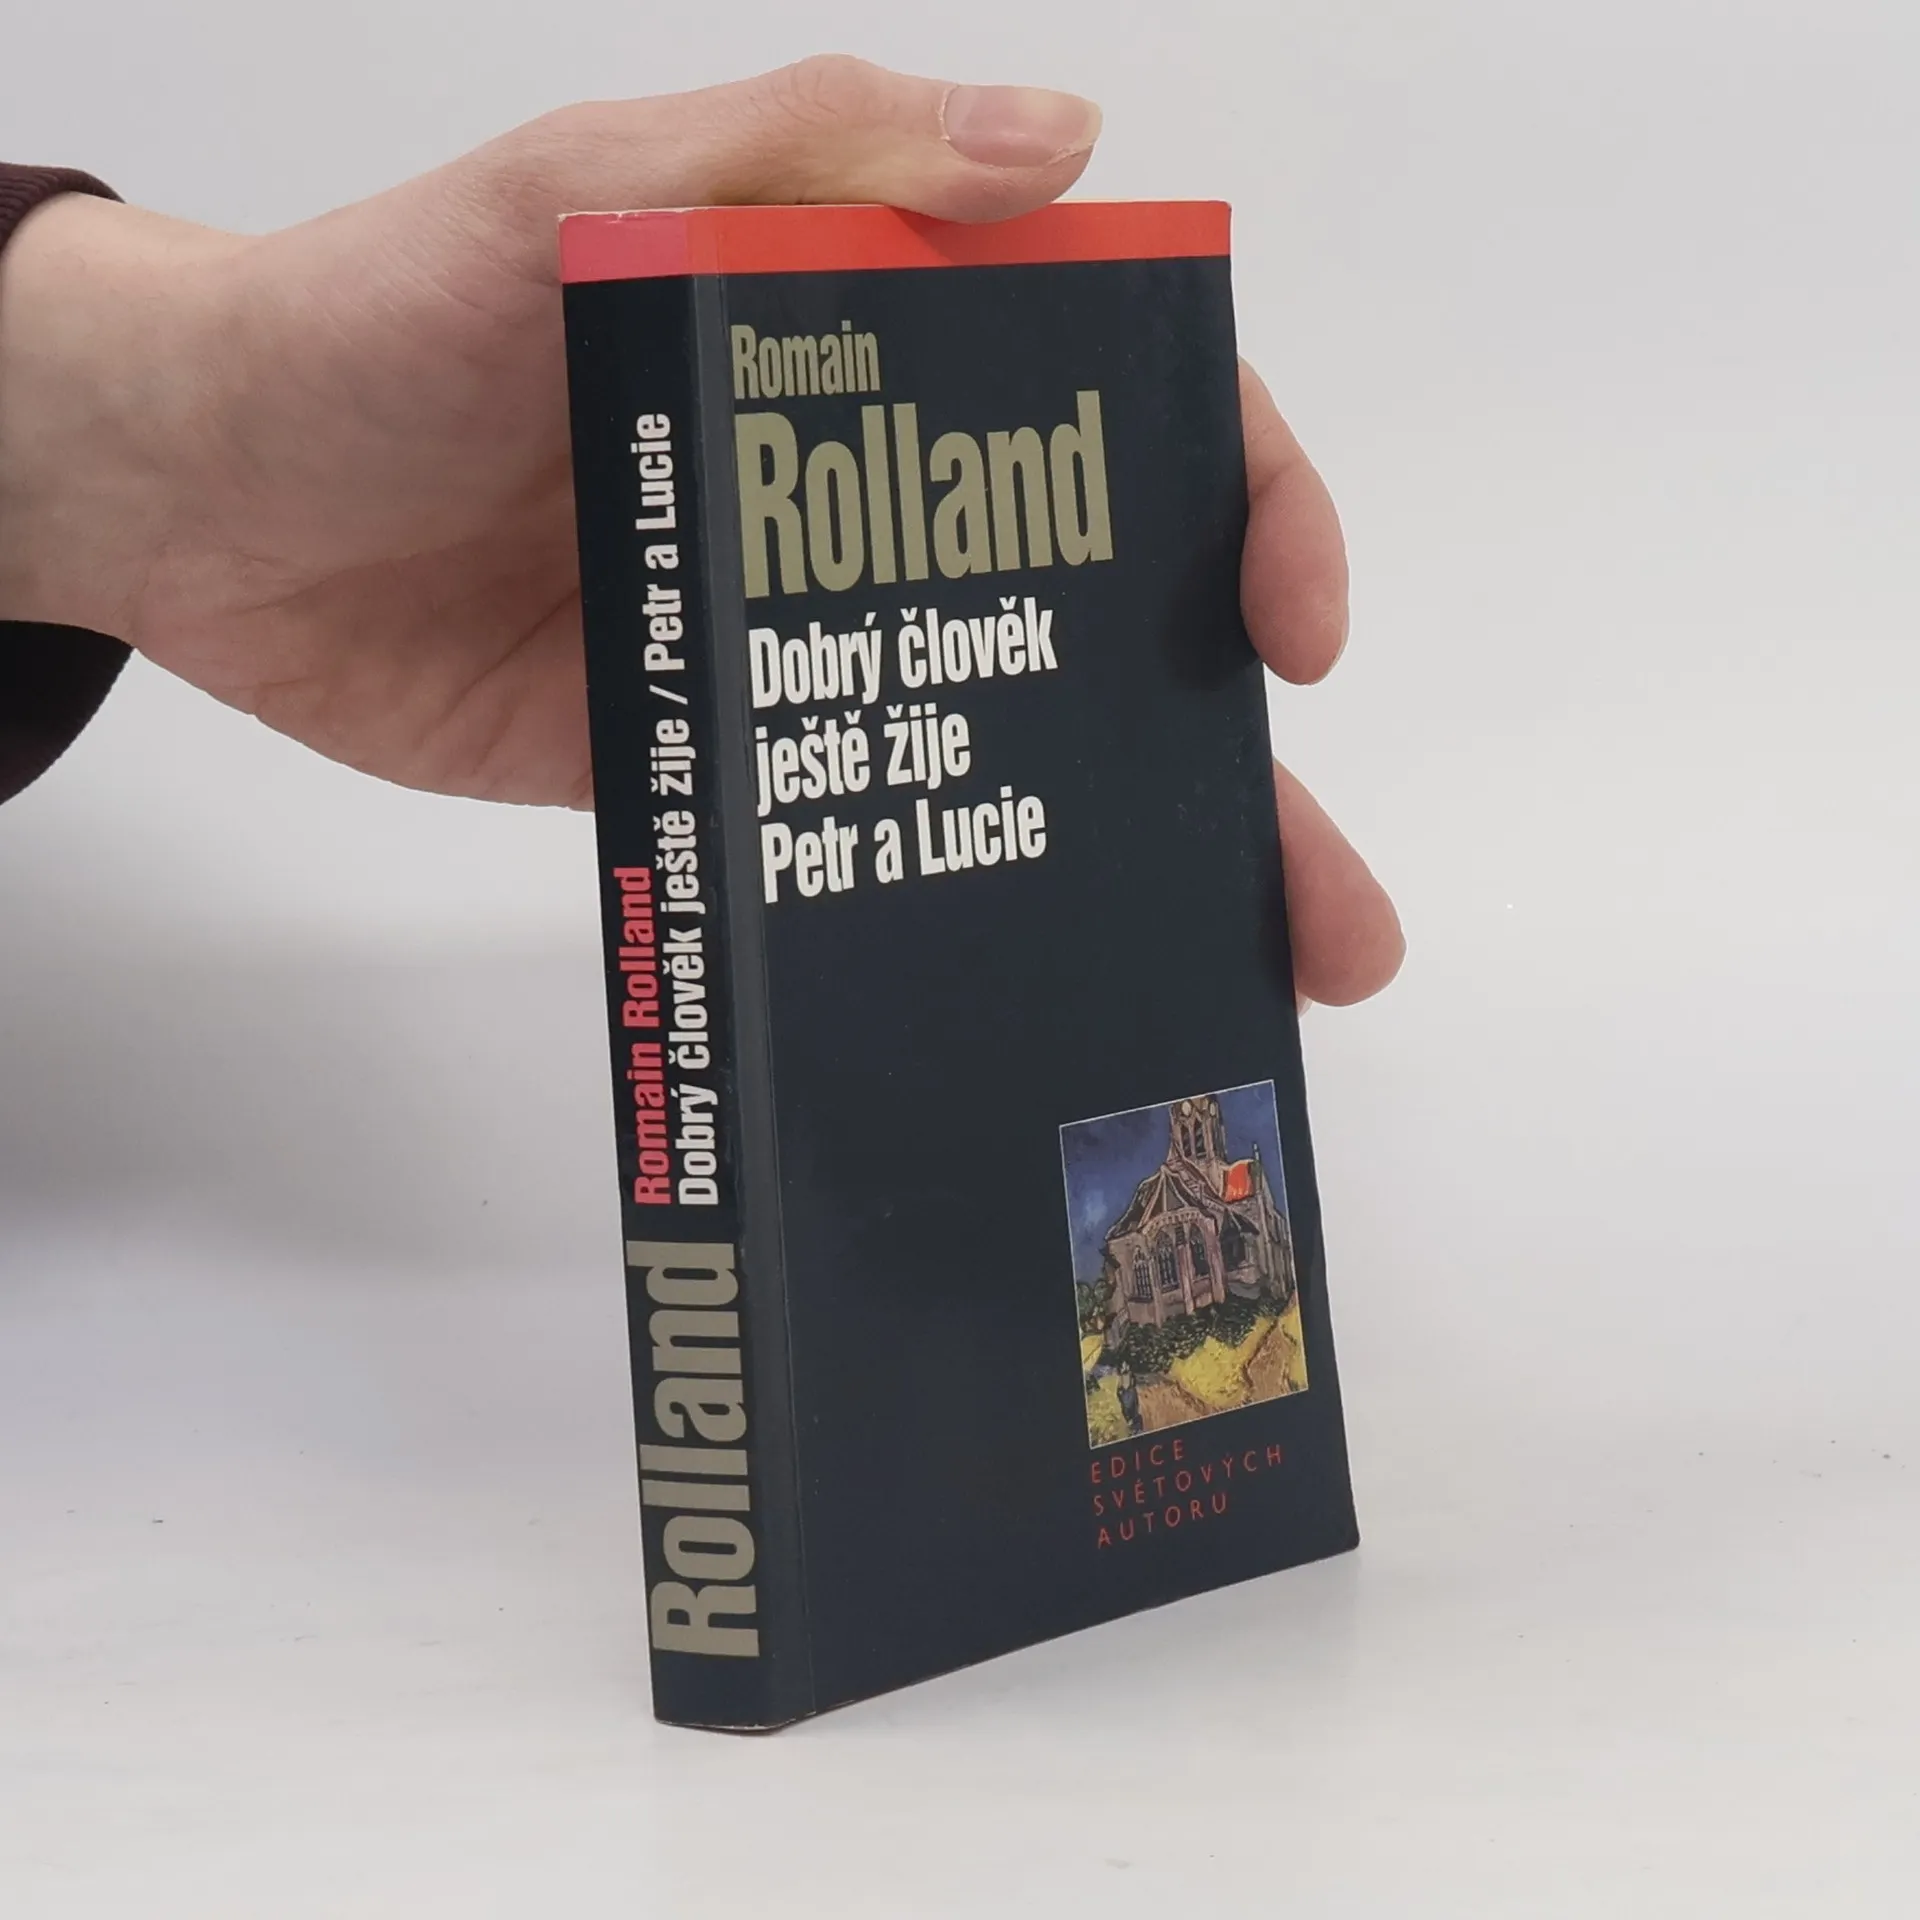 Romain
Rolland
Dobrý člověk
ještě žije
Petr a Lucie
EDICE
SVĚTOVÝCH
AUTORŮ
Romain Rolland
Dobrý člověk ještě žije / Petr a Lucie
Rolland